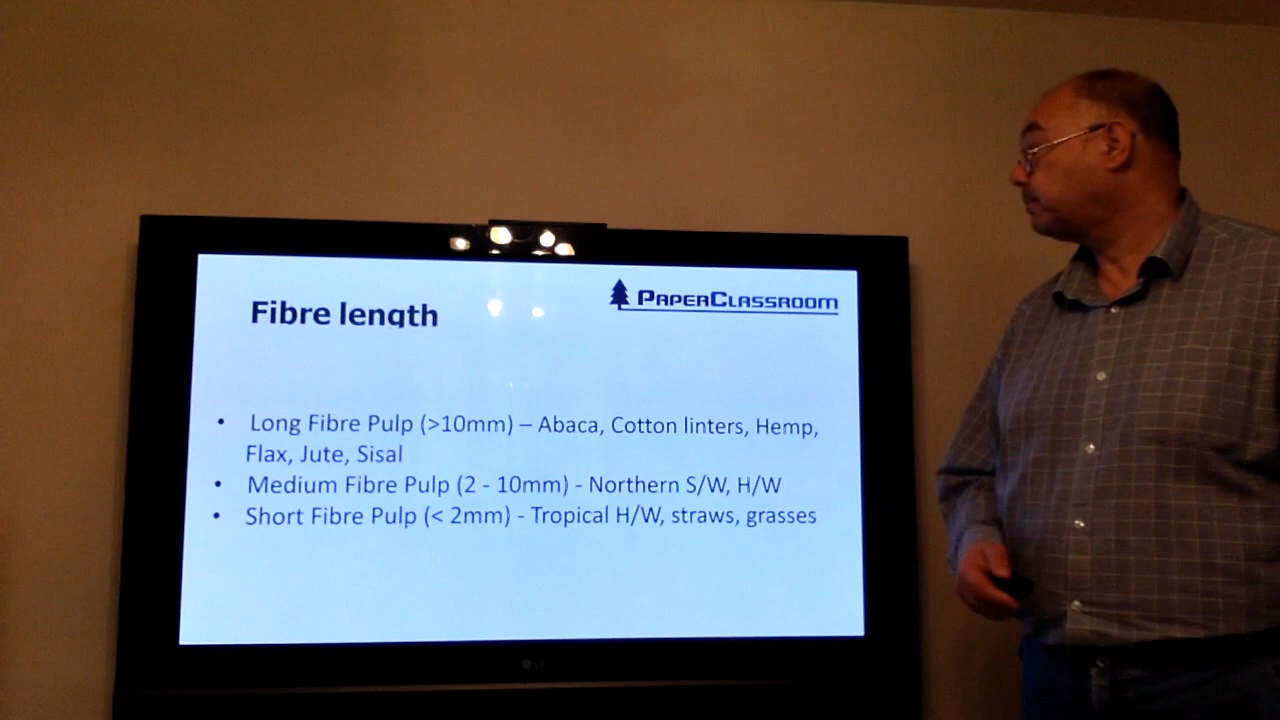 PAPERCLASSROOM
Fibre length
• Long Fibre Pulp (>10mm) – Abaca, Cotton linters, Hemp,
Flax, Jute, Sisal
• Medium Fibre Pulp (2 - 10mm) - Northern S/W, H/W
• Short Fibre Pulp (< 2mm) - Tropical H/W, straws, grasses
LG